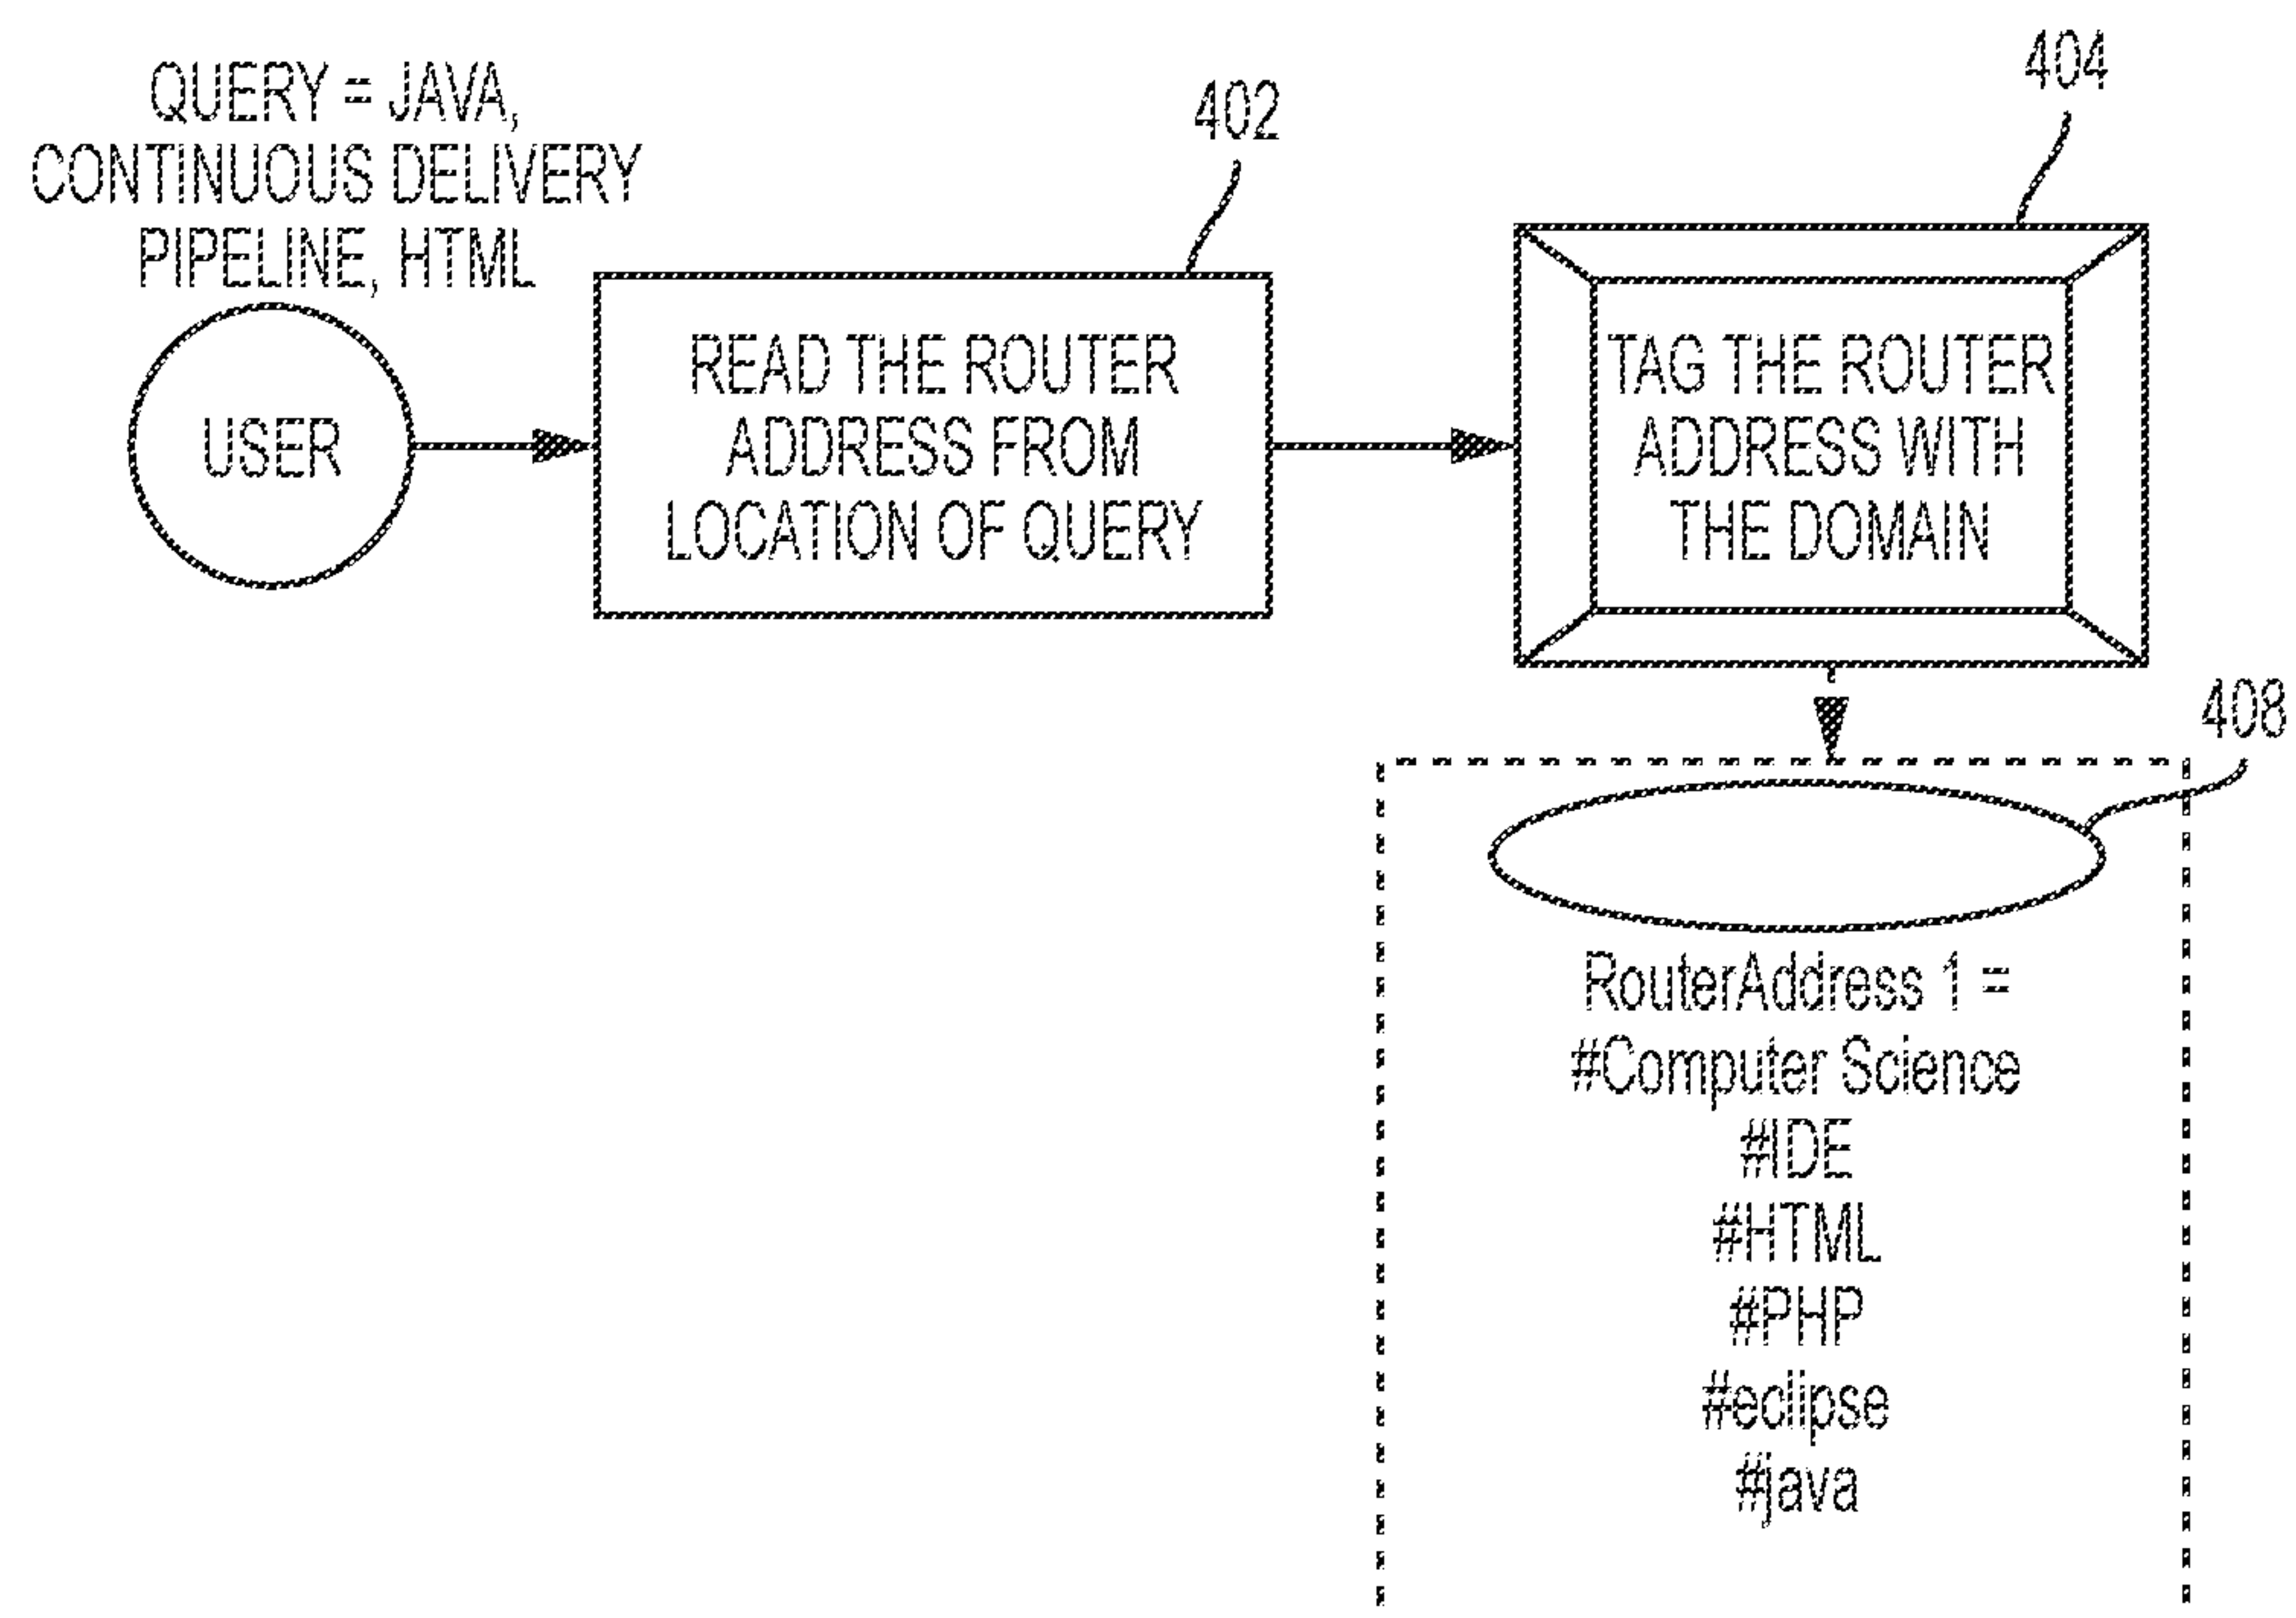 QUERY = JAVA,
CONTINUOUS DELIVERY
PIPELINE, HTML
USER
402
READ THE ROUTER
ADDRESS FROM
LOCATION OF QUERY
404
TAG THE ROUTER
ADDRESS WITH
THE DOMAIN
408
RouterAddress 1 =
#Computer Science
#IDE
#HTML
#PHP
#eclipse
#java